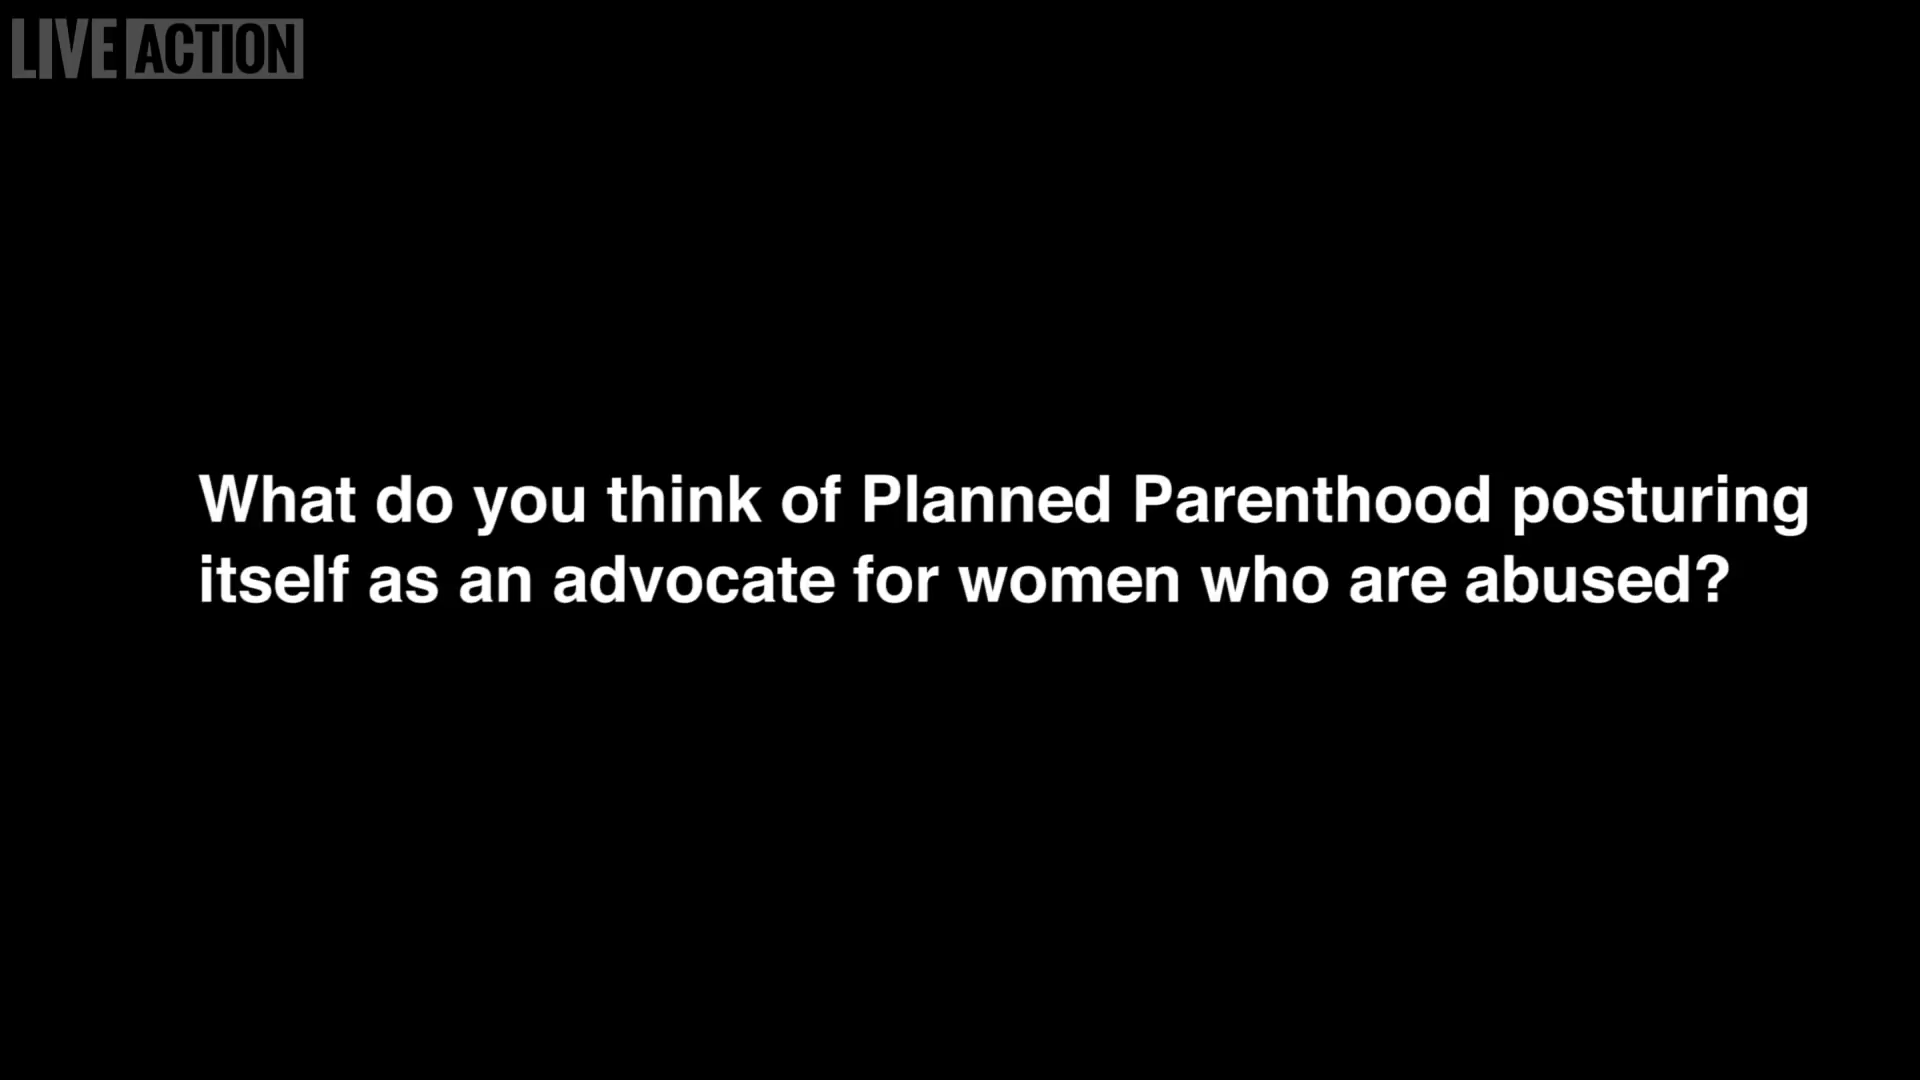 LIVE ACTION
What do you think of Planned Parenthood posturing
itself as an advocate for women who are abused?